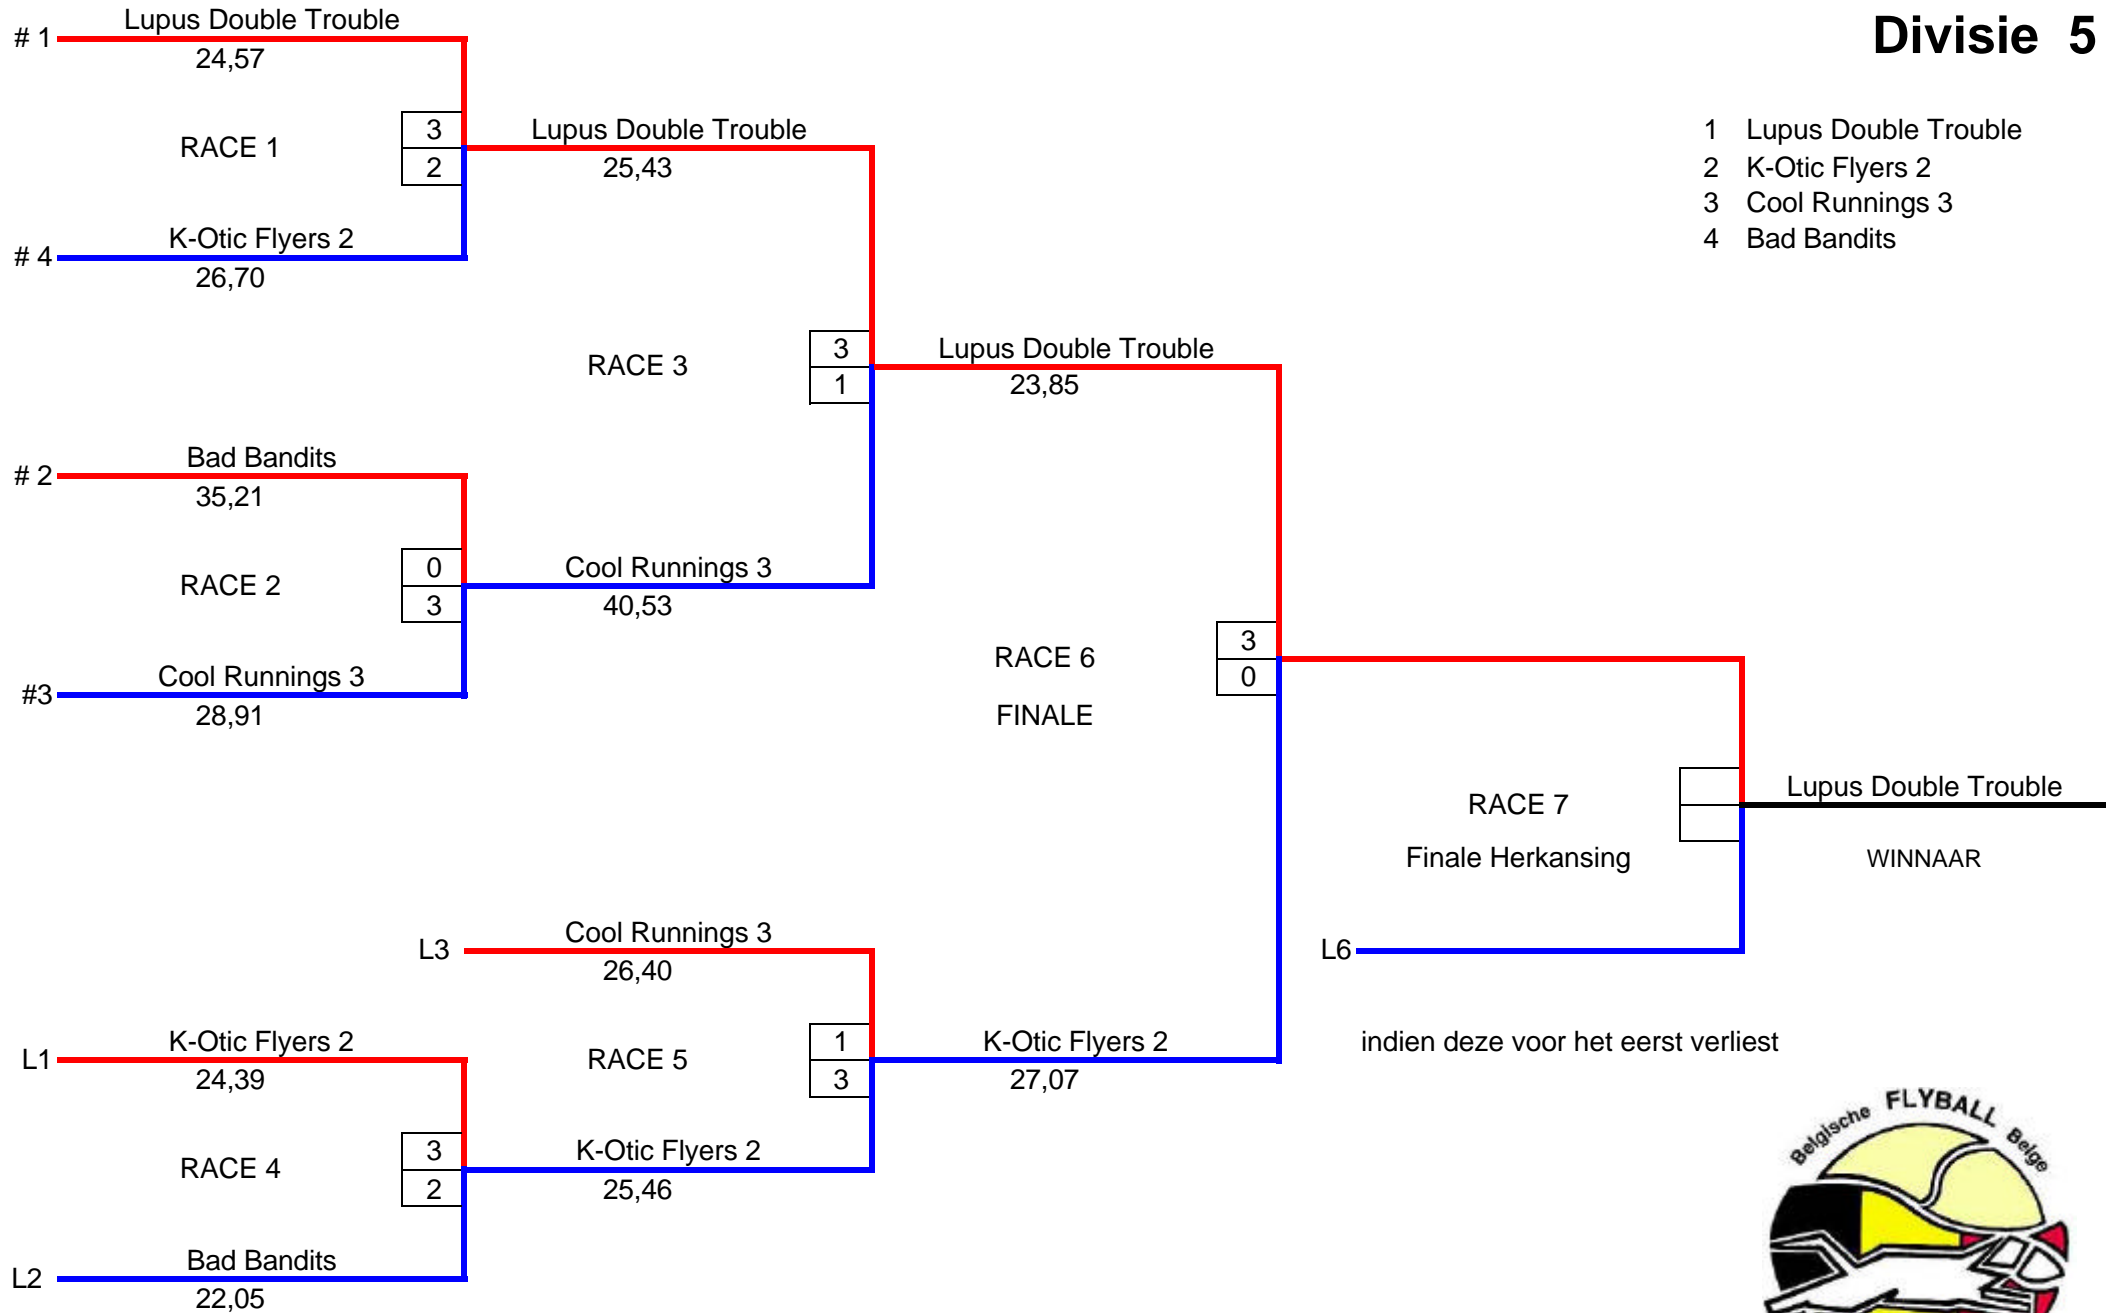 Divisie 5
Lupus Double Trouble
# 1
24,57
RACE 1
3
2
K-Otic Flyers 2
# 4
26,70
Lupus Double Trouble
25,43
1 Lupus Double Trouble
2 K-Otic Flyers 2
3 Cool Runnings 3
4 Bad Bandits
RACE 3
3
1
Lupus Double Trouble
23,85
Bad Bandits
# 2
35,21
RACE 2
0
3
Cool Runnings 3
40,53
Cool Runnings 3
#3
28,91
RACE 6
3
0
FINALE
RACE 7
Finale Herkansing
Lupus Double Trouble
WINNAAR
L3
Cool Runnings 3
26,40
L6
K-Otic Flyers 2
L1
24,39
RACE 5
1
3
K-Otic Flyers 2
27,07
indien deze voor het eerst verliest
RACE 4
3
2
K-Otic Flyers 2
25,46
Bad Bandits
L2
22,05
Belgische FLYBALL Belge